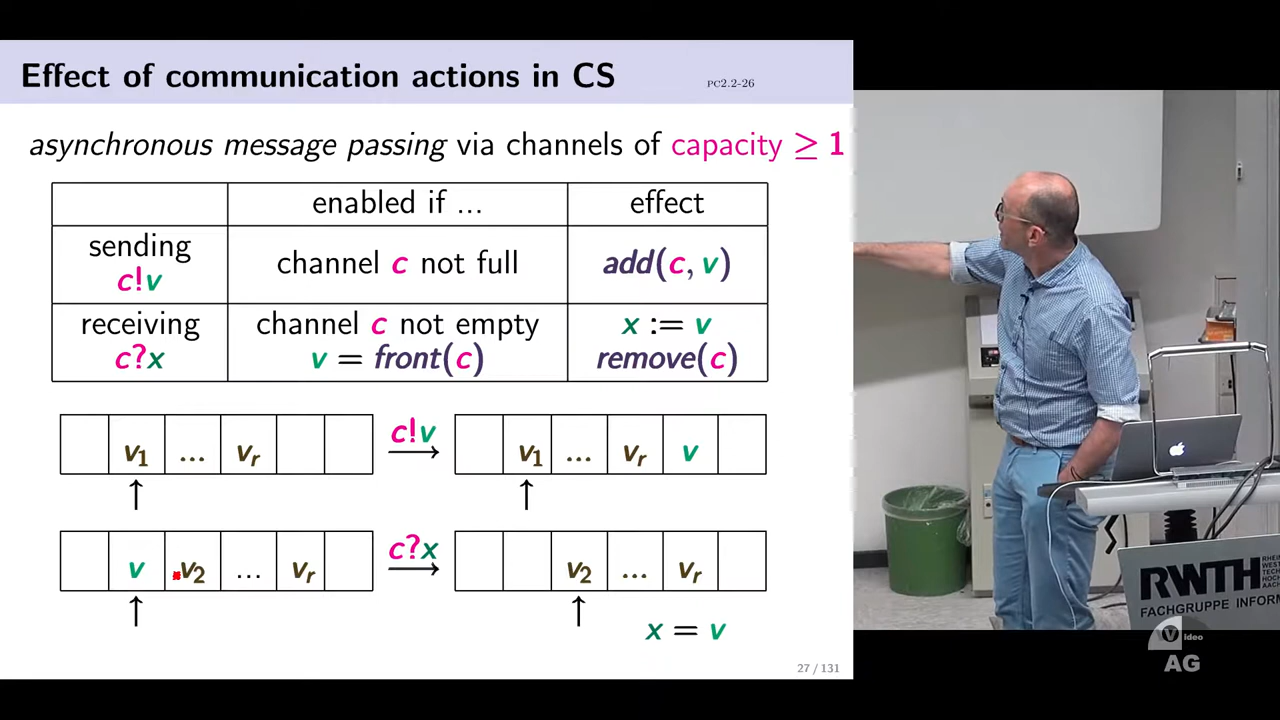 Effect of communication actions in CS
PC2.2-26
asynchronous message passing via channels of capacity ≥ 1
enabled if ... effect
sending c!v channel c not full add(c, v)
receiving c?x channel c not empty v = front(c) x := v remove(c)
v₁ ... vᵣ c!v v₁ ... vᵣ v
v v₂ ... vᵣ c?x v₂ ... vᵣ
x = v
27 / 131
RWTH
FACHGRUPPE INFORM
Video
AG